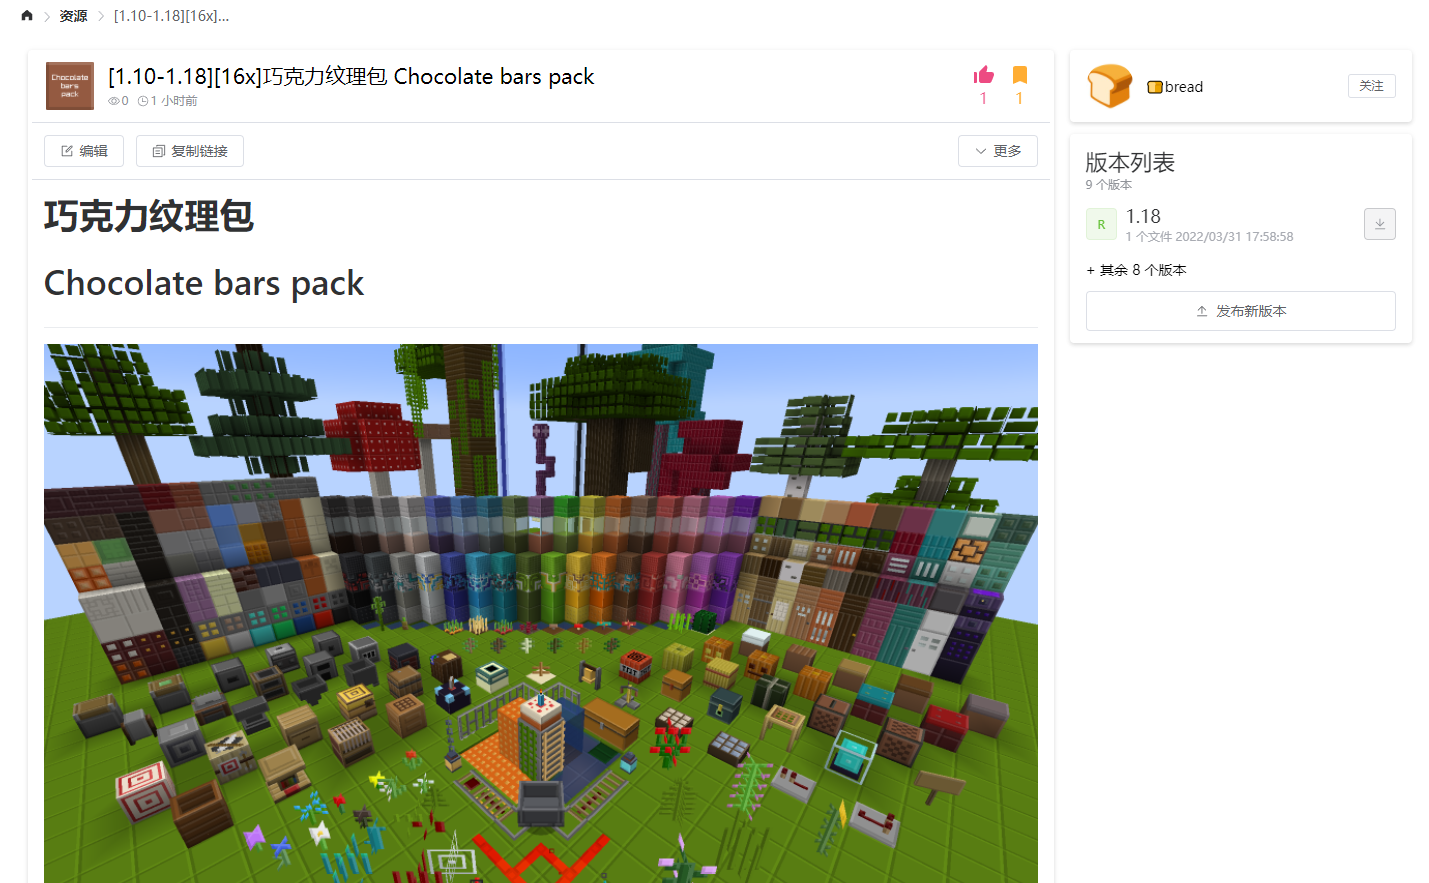 资源
[1.10-1.18][16x]...
Chocolate
bars
pack
[1.10-1.18][16x]巧克力纹理包 Chocolate bars pack
0
1 小时前
1
1
编辑
复制链接
更多
巧克力纹理包
Chocolate bars pack
bread
关注
版本列表
9 个版本
R
1.18
1 个文件 2022/03/31 17:58:58
+ 其余 8 个版本
发布新版本